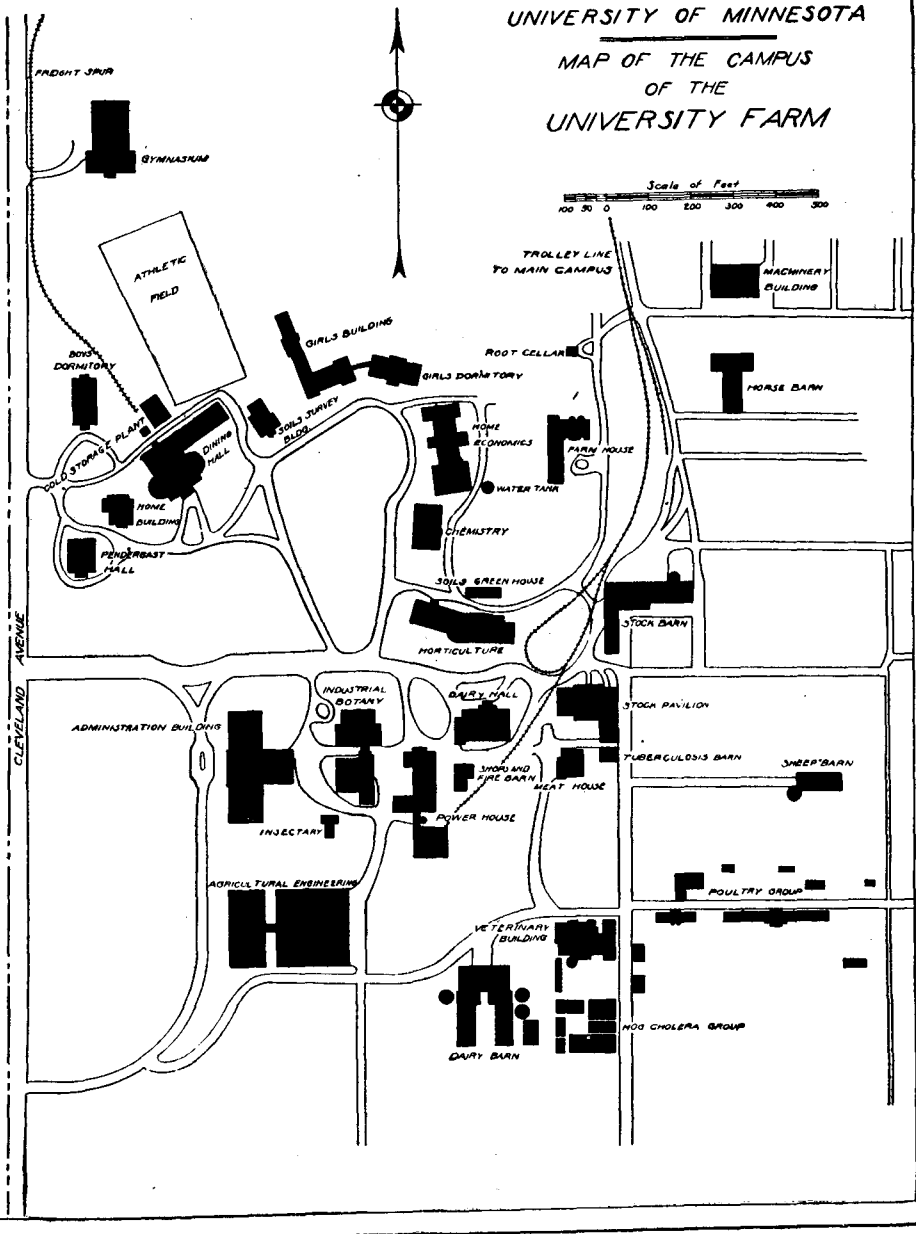 UNIVERSITY OF MINNESOTA
MAP OF THE CAMPUS
OF THE
UNIVERSITY FARM
Scale of Feet
100 50 0 100 200 300 400 500
FREIGHT SPUR
GYMNASIUM
TROLLEY LINE
TO MAIN CAMPUS
MACHINERY
BUILDING
ATHLETIC
FIELD
GIRLS BUILDING
ROOT CELLAR
BOYS
DORMITORY
GIRLS DORMITORY
HORSE BARN
COLD STORAGE PLANT
SOILS SURVEY
BLDG.
DINING
HALL
HOME
ECONOMICS
FARM HOUSE
WATER TANK
HOME
BUILDING
CHEMISTRY
PENDERGAST
HALL
SOILS GREEN HOUSE
STOCK BARN
HORTICULTURE
CLEVELAND AVENUE
INDUSTRIAL
BOTANY
DAIRY HALL
STOCK PAVILION
ADMINISTRATION BUILDING
SHOPS AND
FIRE BARN
TUBERCULOSIS BARN
MEAT HOUSE
SHEEP BARN
POWER HOUSE
INSECTARY
AGRICULTURAL ENGINEERING
POULTRY GROUP
VETERINARY
BUILDING
HOG CHOLERA GROUP
DAIRY BARN